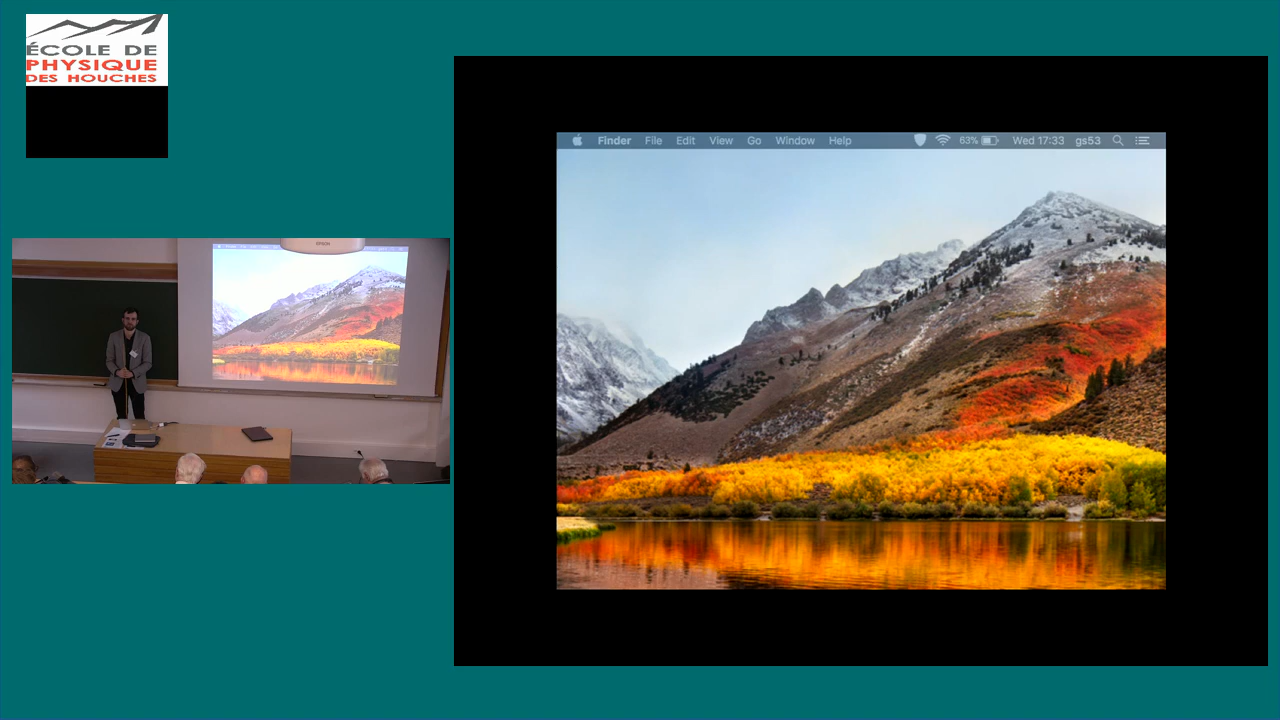 ÉCOLE DE
PHYSIQUE
DES HOUCHES
Finder File Edit View Go Window Help 63% Wed 17:33 gs53
EPSON